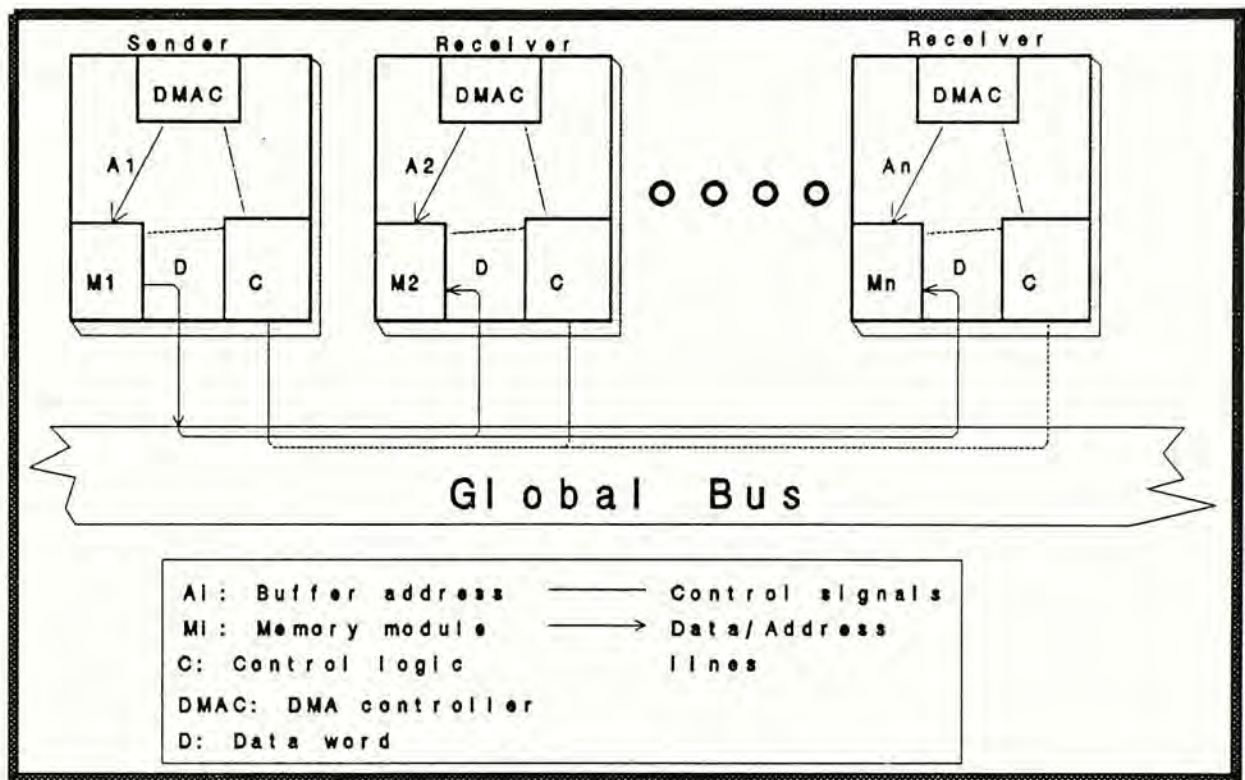 Sender
Receiver
Receiver
DMAC
DMAC
DMAC
A1
A2
An
D
D
D
M1
C
M2
C
Mn
C
Global Bus
Ai: Buffer address
Control signals
Mi: Memory module
Data/Address
C: Control logic
lines
DMAC: DMA controller
D: Data word